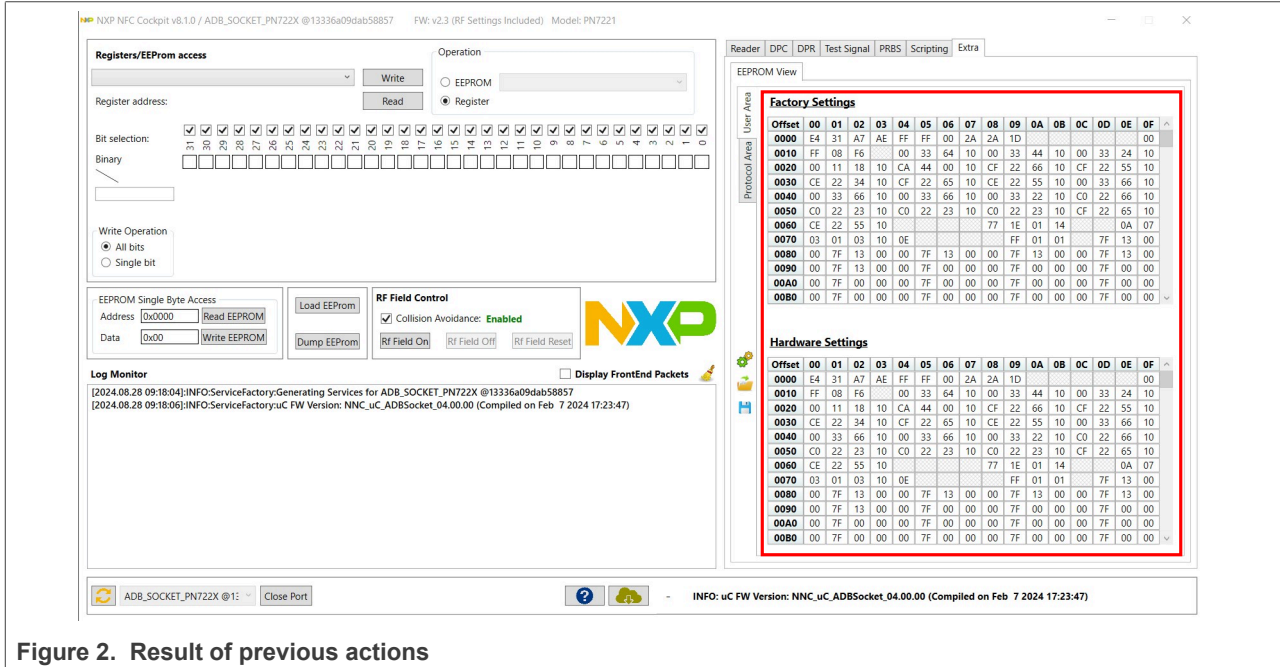 NXP NFC Cockpit v8.1.0 / ADB_SOCKET_PN722X @13336a09dab58857 FW: v2.3 (RF Settings Included) Model: PN7221
Registers/EEProm access
Operation
Write
EEPROM
Register address:
Read
Register
Bit selection:
31 30 29 28 27 26 25 24 23 22 21 20 19 18 17 16 15 14 13 12 11 10 9 8 7 6 5 4 3 2 1 0
Binary
Write Operation
All bits
Single bit
EEPROM Single Byte Access
Address 0x0000 Read EEPROM
Data 0x00 Write EEPROM
Load EEProm
Dump EEProm
RF Field Control
Collision Avoidance: Enabled
Rf Field On Rf Field Off Rf Field Reset
NXP
Log Monitor
Display FrontEnd Packets
[2024.08.28 09:18:04]:INFO:ServiceFactory:Generating Services for ADB_SOCKET_PN722X @13336a09dab58857
[2024.08.28 09:18:06]:INFO:ServiceFactory:uC FW Version: NNC_uC_ADBSocket_04.00.00 (Compiled on Feb 7 2024 17:23:47)
Reader DPC DPR Test Signal PRBS Scripting Extra
EEPROM View
User Area
Protocol Area
Factory Settings
Offset 00 01 02 03 04 05 06 07 08 09 0A 0B 0C 0D 0E 0F
0000 E4 31 A7 AE FF FF 00 2A 2A 1D 00
0010 FF 08 F6 00 33 64 10 00 33 44 10 00 33 24 10
0020 00 11 18 10 CA 44 00 10 CF 22 66 10 CF 22 55 10
0030 CE 22 34 10 CF 22 65 10 CE 22 55 10 00 33 66 10
0040 00 33 66 10 00 33 66 10 00 33 22 10 C0 22 66 10
0050 C0 22 23 10 C0 22 23 10 C0 22 23 10 CF 22 65 10
0060 CE 22 55 10 77 1E 01 14 0A 07
0070 03 01 03 10 0E FF 01 01 7F 13 00
0080 00 7F 13 00 00 7F 13 00 00 7F 13 00 00 7F 13 00
0090 00 7F 13 00 00 7F 00 00 00 7F 00 00 00 7F 00 00
00A0 00 7F 00 00 00 7F 00 00 00 7F 00 00 00 7F 00 00
00B0 00 7F 00 00 00 7F 00 00 00 7F 00 00 00 7F 00 00
Hardware Settings
Offset 00 01 02 03 04 05 06 07 08 09 0A 0B 0C 0D 0E 0F
0000 E4 31 A7 AE FF FF 00 2A 2A 1D 00
0010 FF 08 F6 00 33 64 10 00 33 44 10 00 33 24 10
0020 00 11 18 10 CA 44 00 10 CF 22 66 10 CF 22 55 10
0030 CE 22 34 10 CF 22 65 10 CE 22 55 10 00 33 66 10
0040 00 33 66 10 00 33 66 10 00 33 22 10 C0 22 66 10
0050 C0 22 23 10 C0 22 23 10 C0 22 23 10 CF 22 65 10
0060 CE 22 55 10 77 1E 01 14 0A 07
0070 03 01 03 10 0E FF 01 01 7F 13 00
0080 00 7F 13 00 00 7F 13 00 00 7F 13 00 00 7F 13 00
0090 00 7F 13 00 00 7F 00 00 00 7F 00 00 00 7F 00 00
00A0 00 7F 00 00 00 7F 00 00 00 7F 00 00 00 7F 00 00
00B0 00 7F 00 00 00 7F 00 00 00 7F 00 00 00 7F 00 00
ADB_SOCKET_PN722X @1 Close Port
- INFO: uC FW Version: NNC_uC_ADBSocket_04.00.00 (Compiled on Feb 7 2024 17:23:47)
Figure 2. Result of previous actions